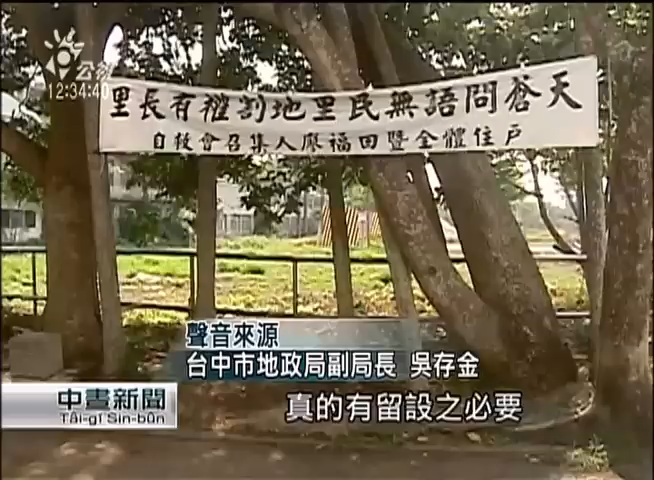 公視
12:34:40
里長有權割地里民無語問蒼天
自救會召集人廖福田暨全體住戶
聲音來源
台中市地政局副局長 吳存金
中晝新聞
Tâi-gí Sin-bûn
真的有留設之必要